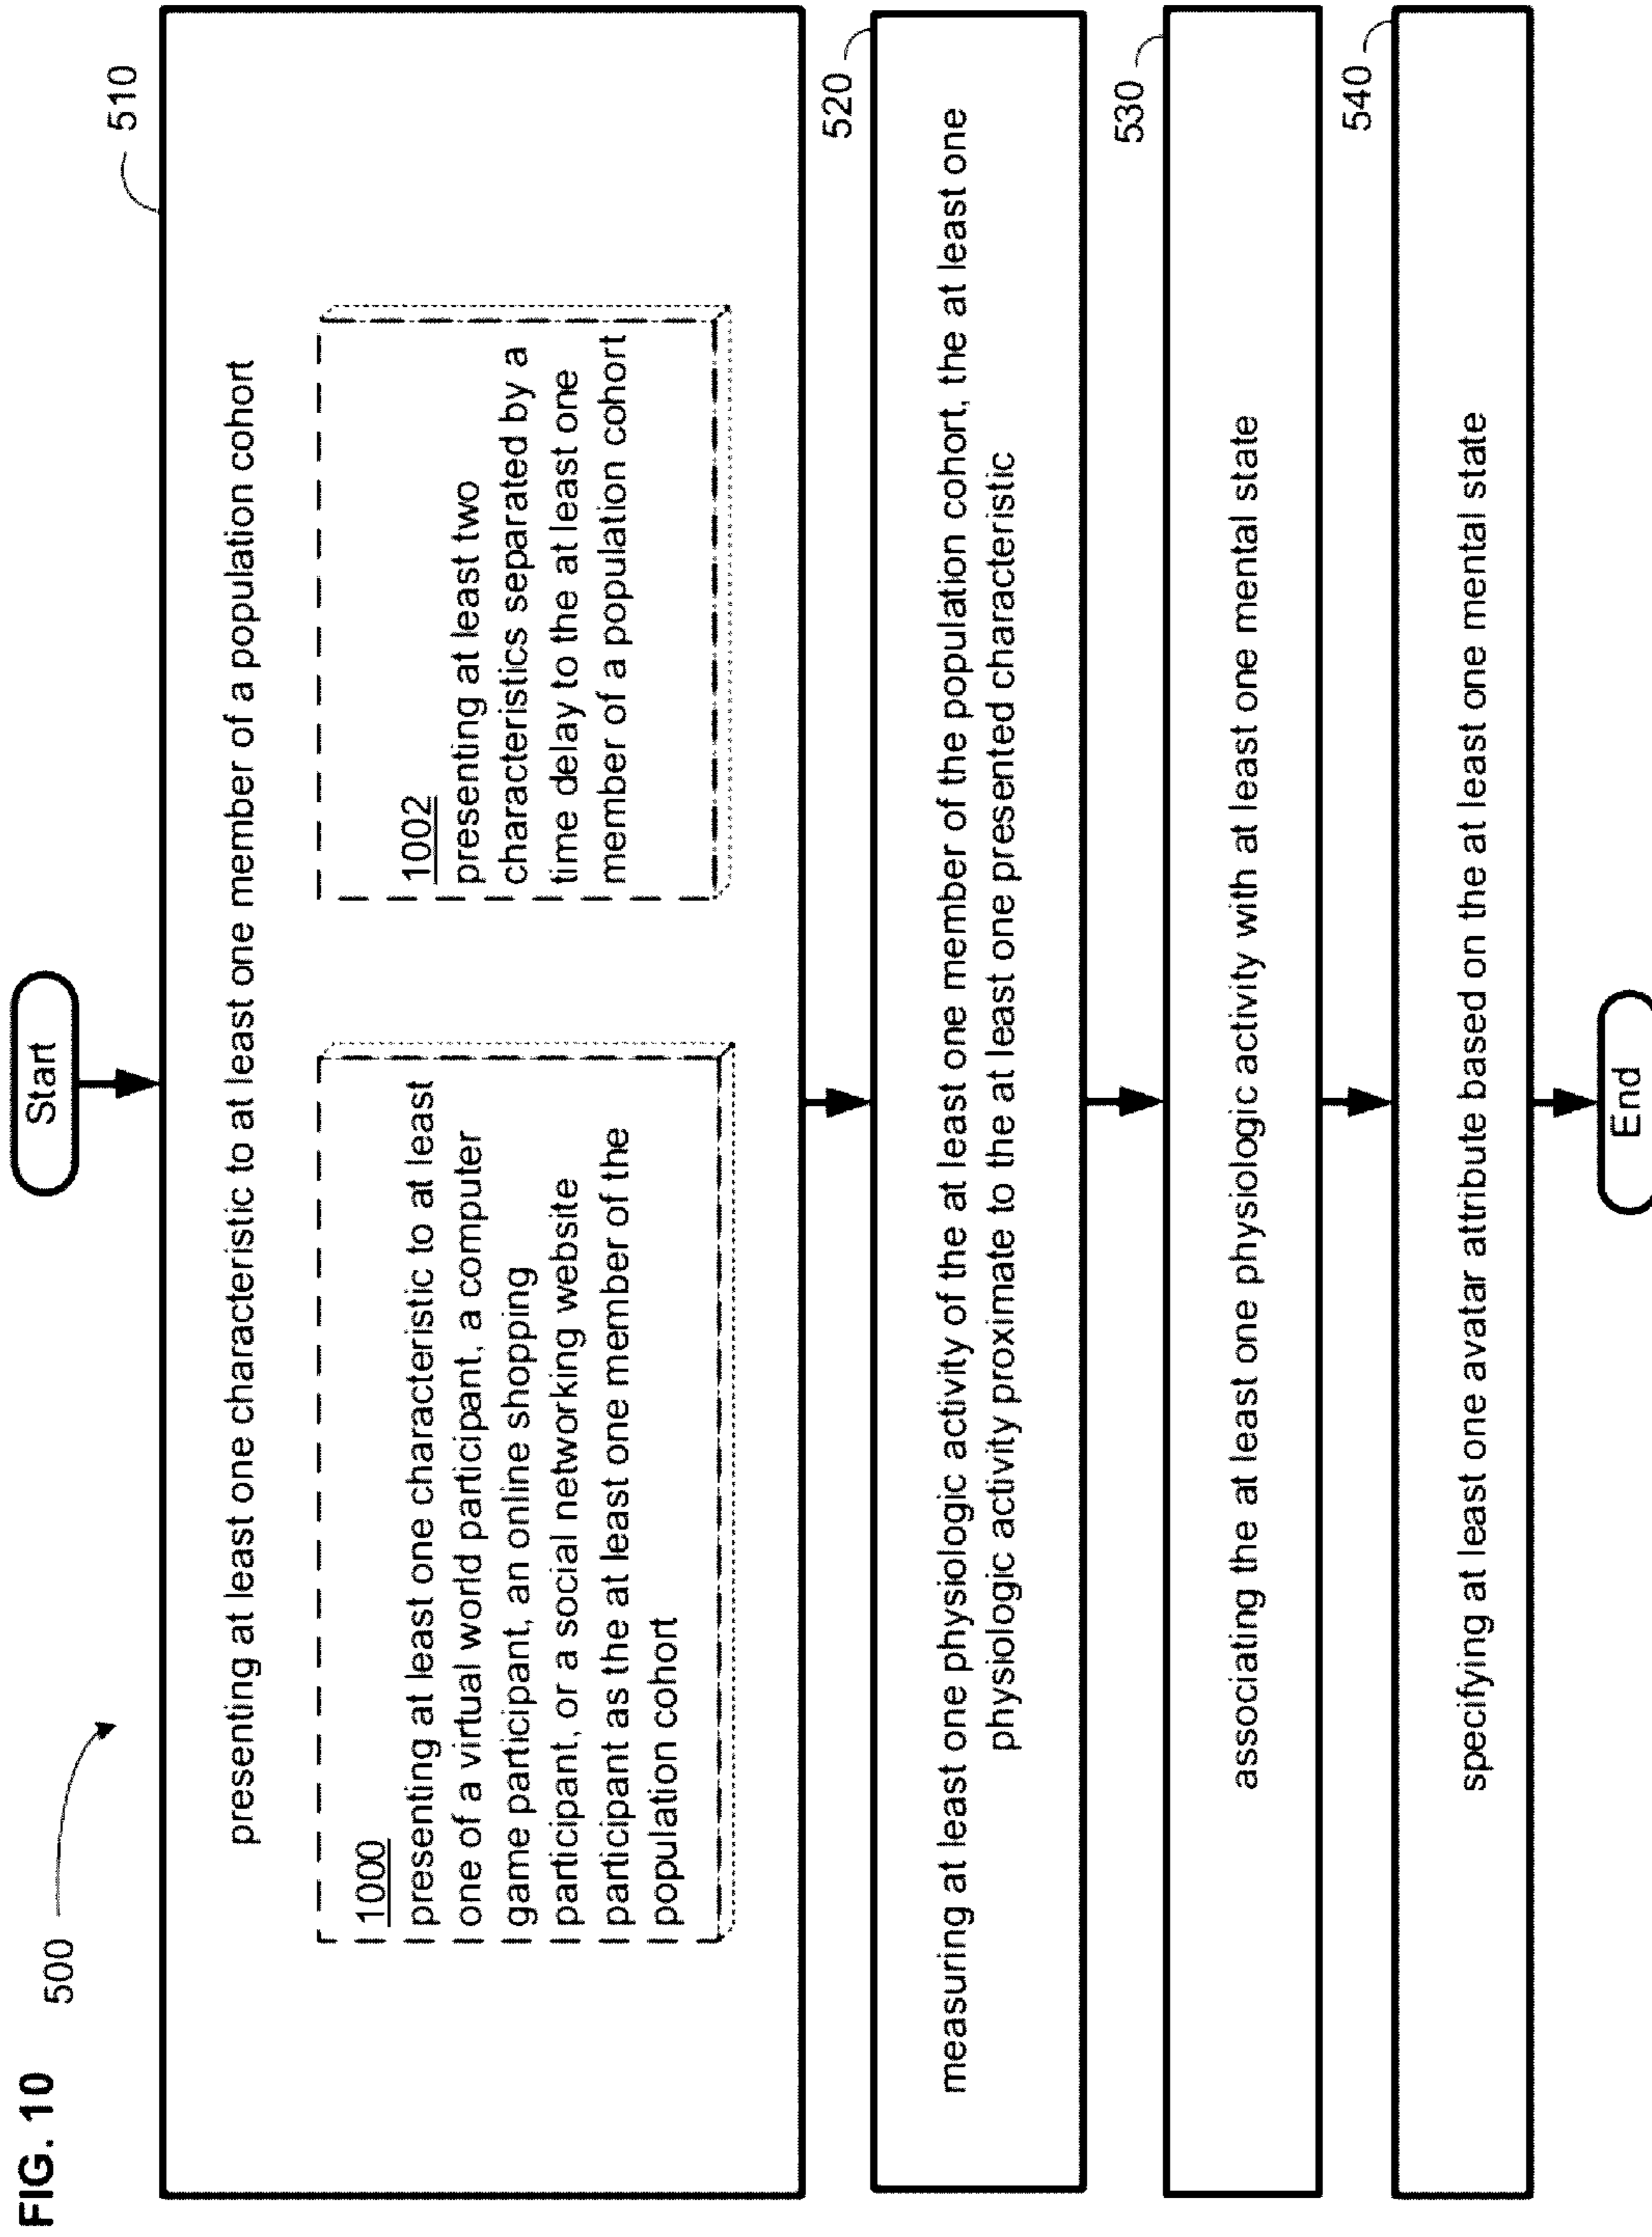 FIG. 10
500
Start
510
presenting at least one characteristic to at least one member of a population cohort
1000
presenting at least one characteristic to at least
one of a virtual world participant, a computer
game participant, an online shopping
participant, or a social networking website
participant as the at least one member of the
population cohort
1002
presenting at least two
characteristics separated by a
time delay to the at least one
member of a population cohort
520
measuring at least one physiologic activity of the at least one member of the population cohort, the at least one
physiologic activity proximate to the at least one presented characteristic
530
associating the at least one physiologic activity with at least one mental state
540
specifying at least one avatar attribute based on the at least one mental state
End